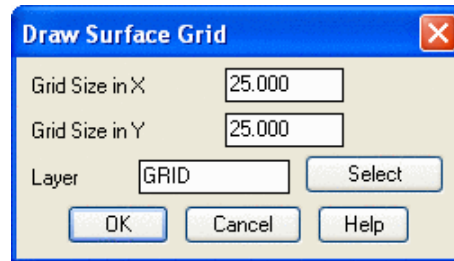 Draw Surface Grid
Grid Size in X 25.000
Grid Size in Y 25.000
Layer GRID Select
OK Cancel Help